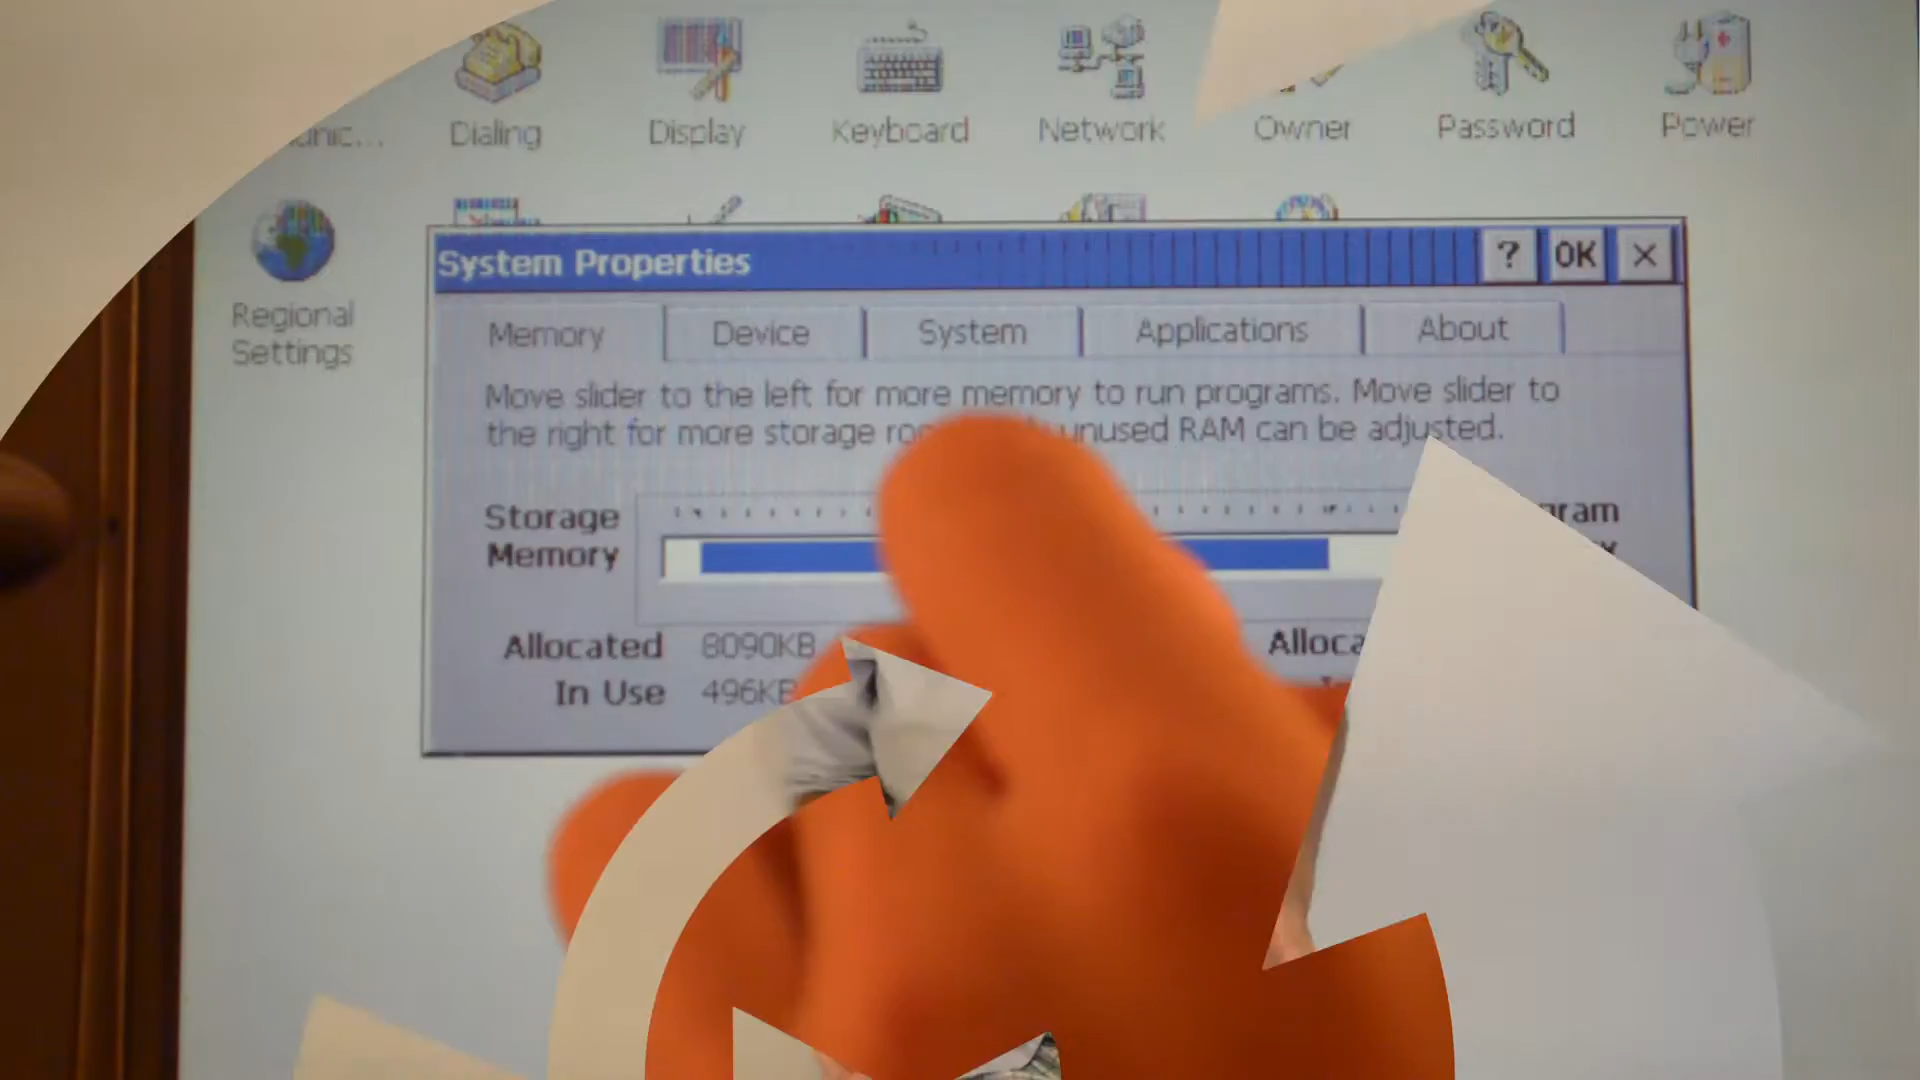 Dialing
Display
Keyboard
Network
Owner
Password
Power
Regional
Settings
System Properties ? OK ×
Memory Device System Applications About
Move slider to the left for more memory to run programs. Move slider to
the right for more storage unused RAM can be adjusted.
Storage
Memory
Allocated 8090KB
In Use 496KB